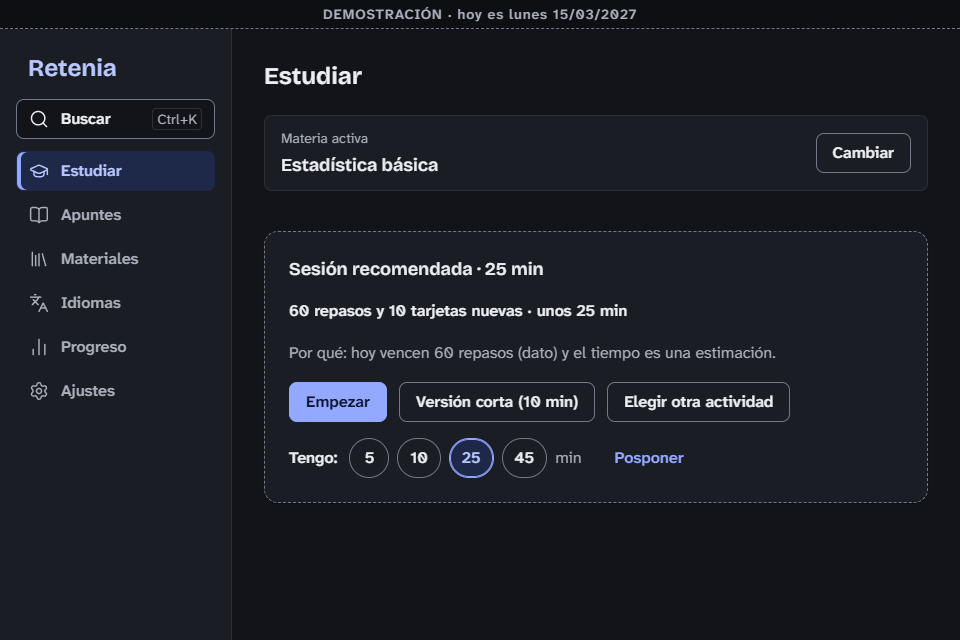 DEMOSTRACIÓN · hoy es lunes 15/03/2027
Retenia
Buscar Ctrl+K
Estudiar
Apuntes
Materiales
Idiomas
Progreso
Ajustes
Estudiar
Materia activa
Estadística básica
Cambiar
Sesión recomendada · 25 min
60 repasos y 10 tarjetas nuevas · unos 25 min
Por qué: hoy vencen 60 repasos (dato) y el tiempo es una estimación.
Empezar Versión corta (10 min) Elegir otra actividad
Tengo: 5 10 25 45 min Posponer